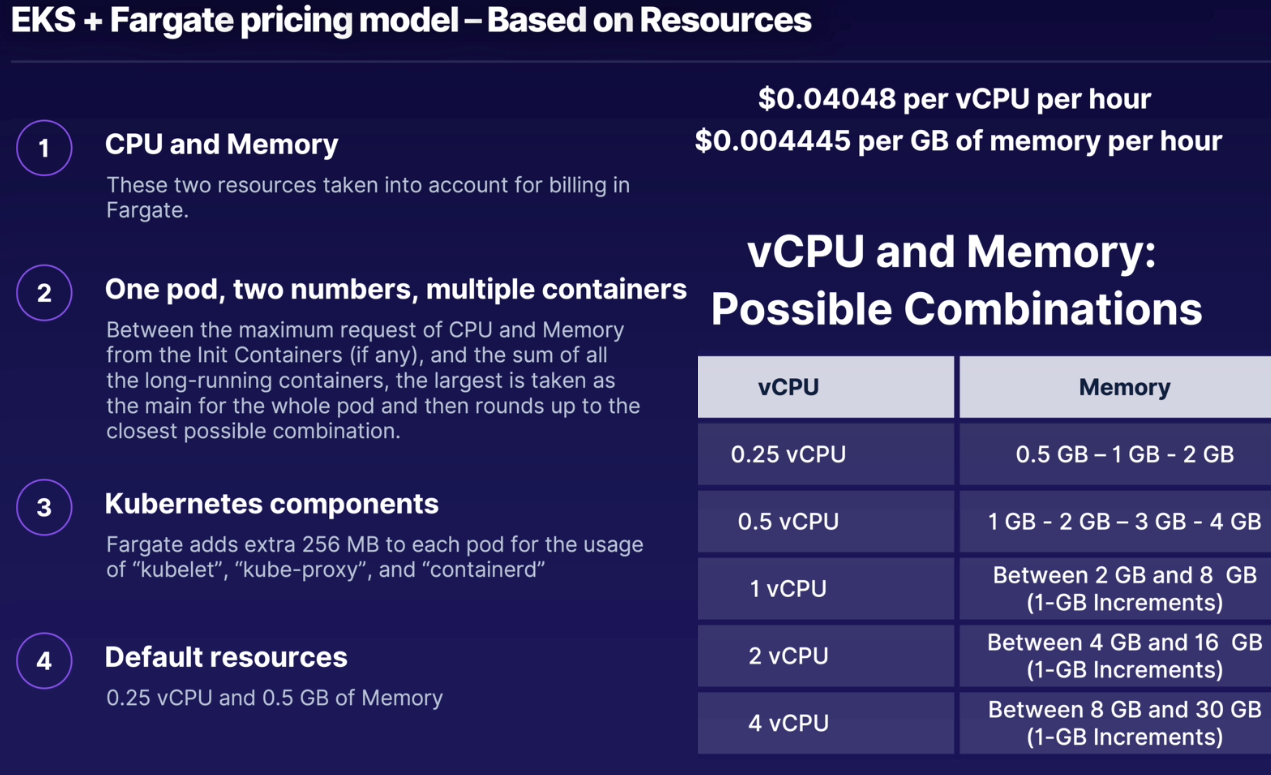 EKS + Fargate pricing model – Based on Resources
1
CPU and Memory
These two resources taken into account for billing in
Fargate.
2
One pod, two numbers, multiple containers
Between the maximum request of CPU and Memory
from the Init Containers (if any), and the sum of all
the long-running containers, the largest is taken as
the main for the whole pod and then rounds up to the
closest possible combination.
3
Kubernetes components
Fargate adds extra 256 MB to each pod for the usage
of “kubelet”, “kube-proxy”, and “containerd”
4
Default resources
0.25 vCPU and 0.5 GB of Memory
$0.04048 per vCPU per hour
$0.004445 per GB of memory per hour
vCPU and Memory:
Possible Combinations
vCPU Memory
0.25 vCPU 0.5 GB – 1 GB - 2 GB
0.5 vCPU 1 GB - 2 GB – 3 GB - 4 GB
1 vCPU Between 2 GB and 8 GB
(1-GB Increments)
2 vCPU Between 4 GB and 16 GB
(1-GB Increments)
4 vCPU Between 8 GB and 30 GB
(1-GB Increments)